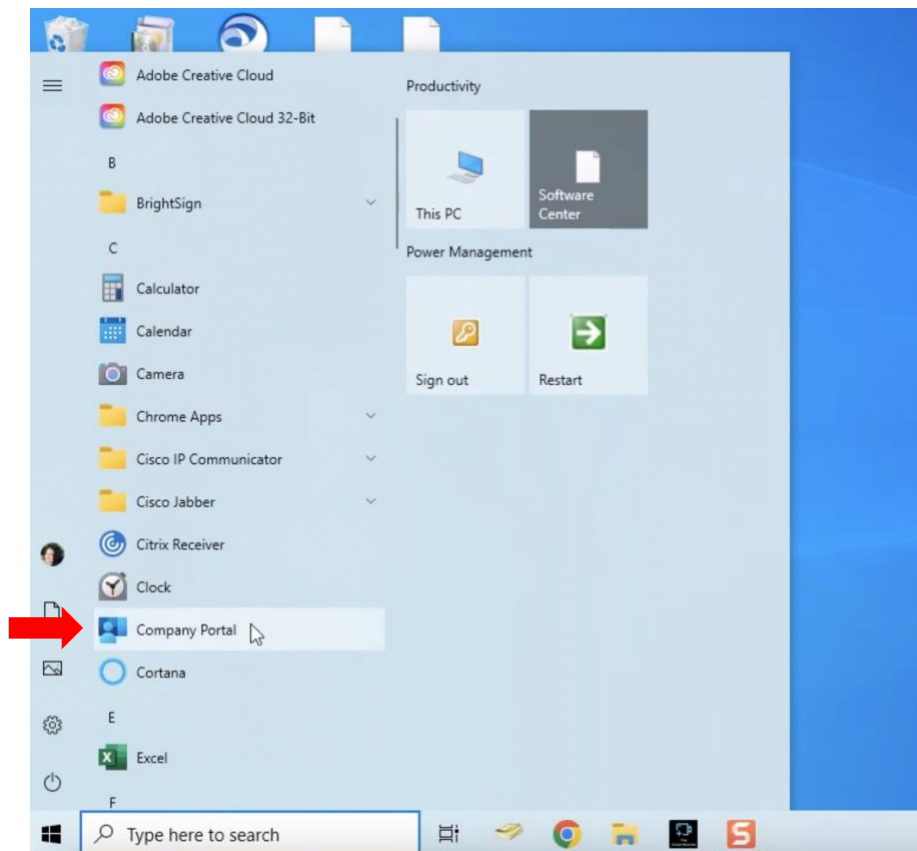 Adobe Creative Cloud
Adobe Creative Cloud 32-Bit
B
BrightSign
C
Calculator
Calendar
Camera
Chrome Apps
Cisco IP Communicator
Cisco Jabber
Citrix Receiver
Clock
Company Portal
Cortana
E
Excel
F
Productivity
This PC
Software
Center
Power Management
Sign out
Restart
Type here to search